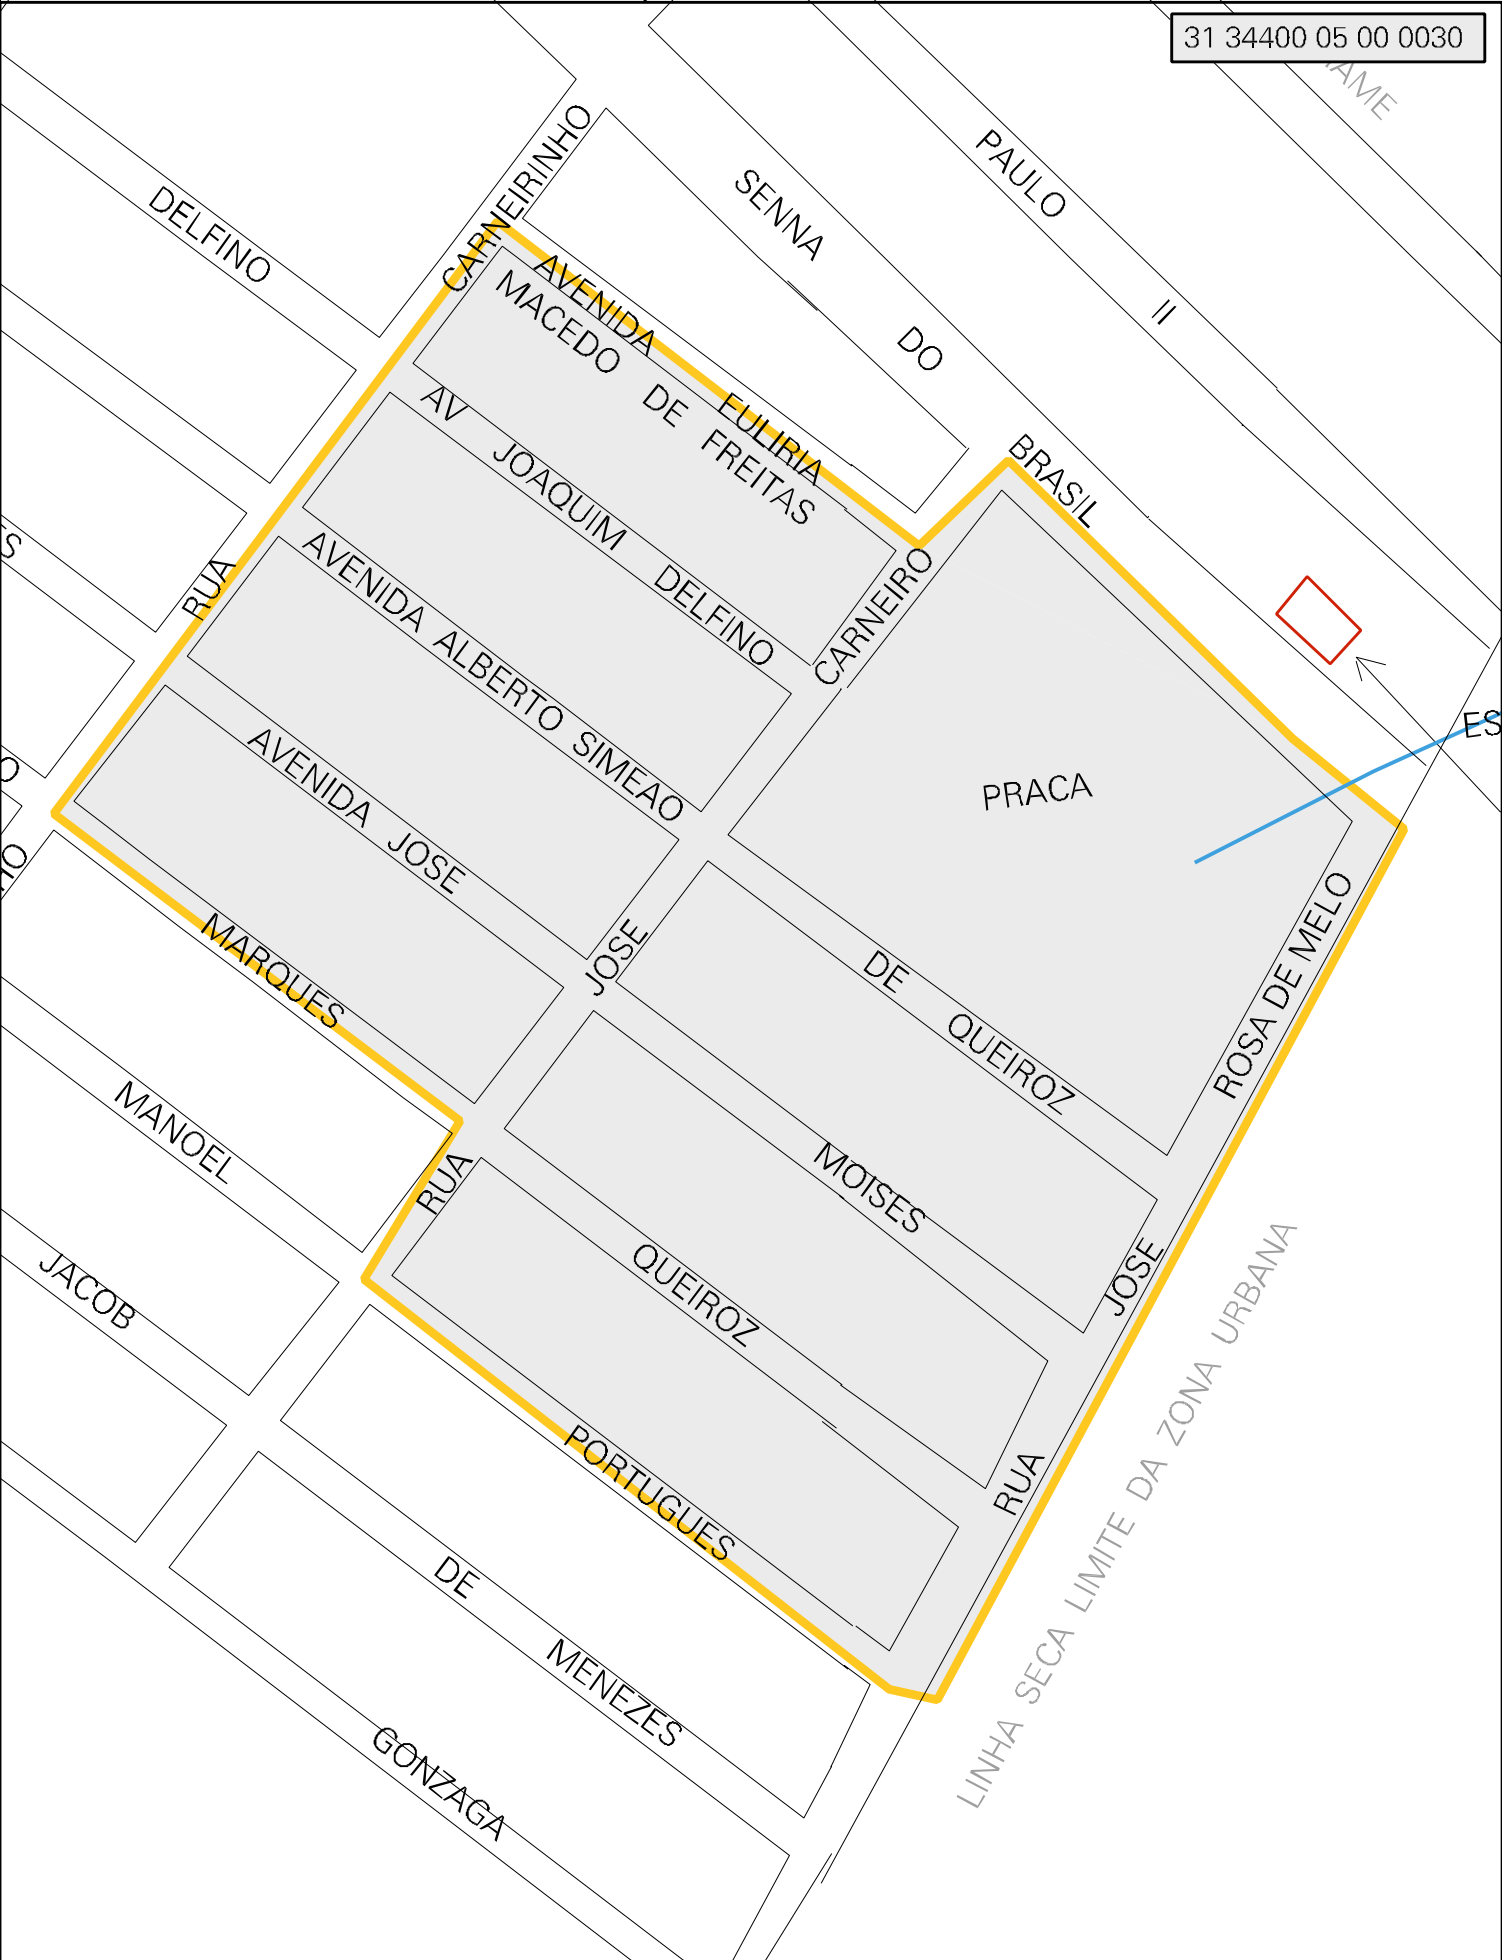 31 34400 05 00 0030
PAULO
II
SENNA
DO
BRASIL
DELFINO
CARNEIRINHO
RUA
AVENIDA
FULIRIA
MACEDO DE FREITAS
AV JOAQUIM DELFINO
AVENIDA ALBERTO SIMEAO
AVENIDA JOSE
DE QUEIROZ
CARNEIRO
JOSE
RUA
PRACA
ES
ROSA DE MELO
JOSE
RUA
MARQUES
MOISES
MANOEL
QUEIROZ
JACOB
PORTUGUES
DE MENEZES
GONZAGA
LINHA SECA LIMITE DA ZONA URBANA